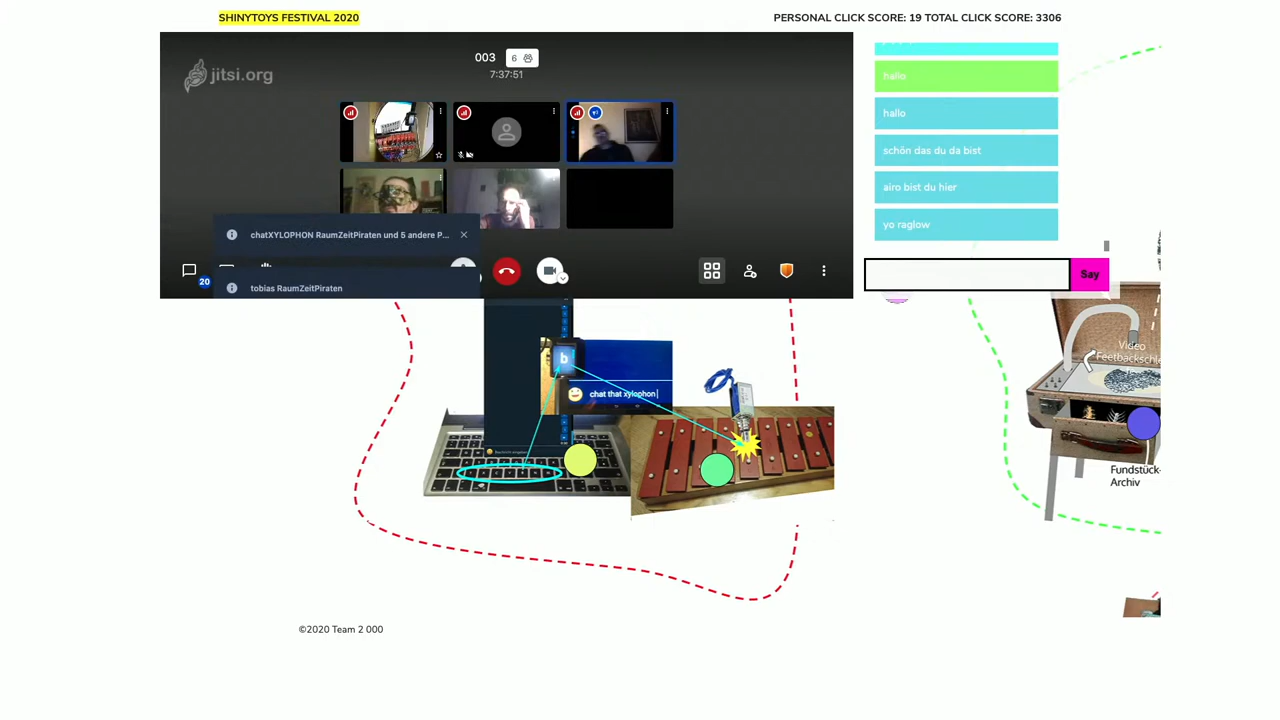 SHINYTOYS FESTIVAL 2020
PERSONAL CLICK SCORE: 19 TOTAL CLICK SCORE: 3306
jitsi.org
003
6
7:37:51
hallo
hallo
schön das du da bist
airo bist du hier
yo raglow
Say
chatXYLOPHON RaumZeitPiraten und 5 andere P...
20
tobias RaumZeitPiraten
b
chat that xylophon
Video
Feetbackschle
Fundstück-
Archiv
©2020 Team 2 000